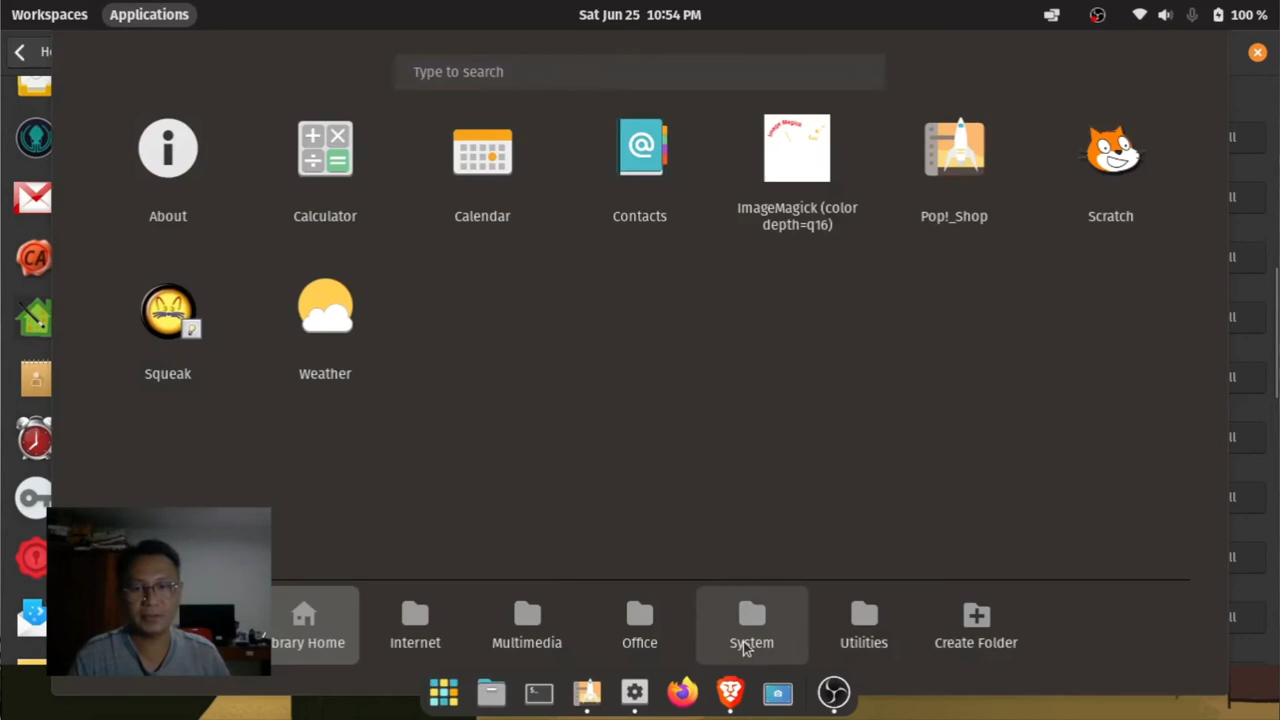 Workspaces Applications Sat Jun 25 10:54 PM 100 %
Type to search
About Calculator Calendar Contacts ImageMagick (color depth=q16) Pop!_Shop Scratch
Squeak Weather
brary Home Internet Multimedia Office System Utilities Create Folder